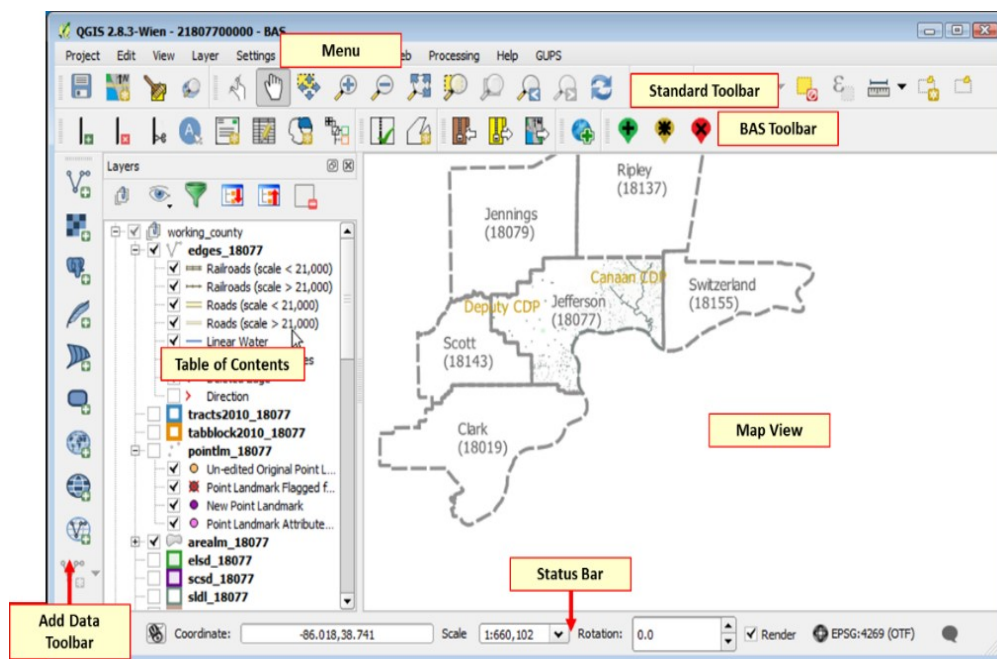 QGIS 2.8.3-Wien - 21807700000 - BAS
Project Edit View Layer Settings Menu Processing Help GUPS
Standard Toolbar
BAS Toolbar
Layers
working_county
edges_18077
Railroads (scale < 21,000)
Railroads (scale > 21,000)
Roads (scale < 21,000)
Roads (scale > 21,000)
Linear Water
Table of Contents
Direction
tracts2010_18077
tabblock2010_18077
pointlm_18077
Un-edited Original Point L...
Point Landmark Flagged f...
New Point Landmark
Point Landmark Attribute...
arealm_18077
elsd_18077
scsd_18077
sldl_18077
Ripley
(18137)
Jennings
(18079)
Canaan CDP
Switzerland
(18155)
Deputy CDP
Jefferson
(18077)
Scott
(18143)
Clark
(18019)
Map View
Status Bar
Add Data
Toolbar
Coordinate: -86.018,38.741 Scale 1:660,102 Rotation: 0.0 Render EPSG:4269 (OTF)